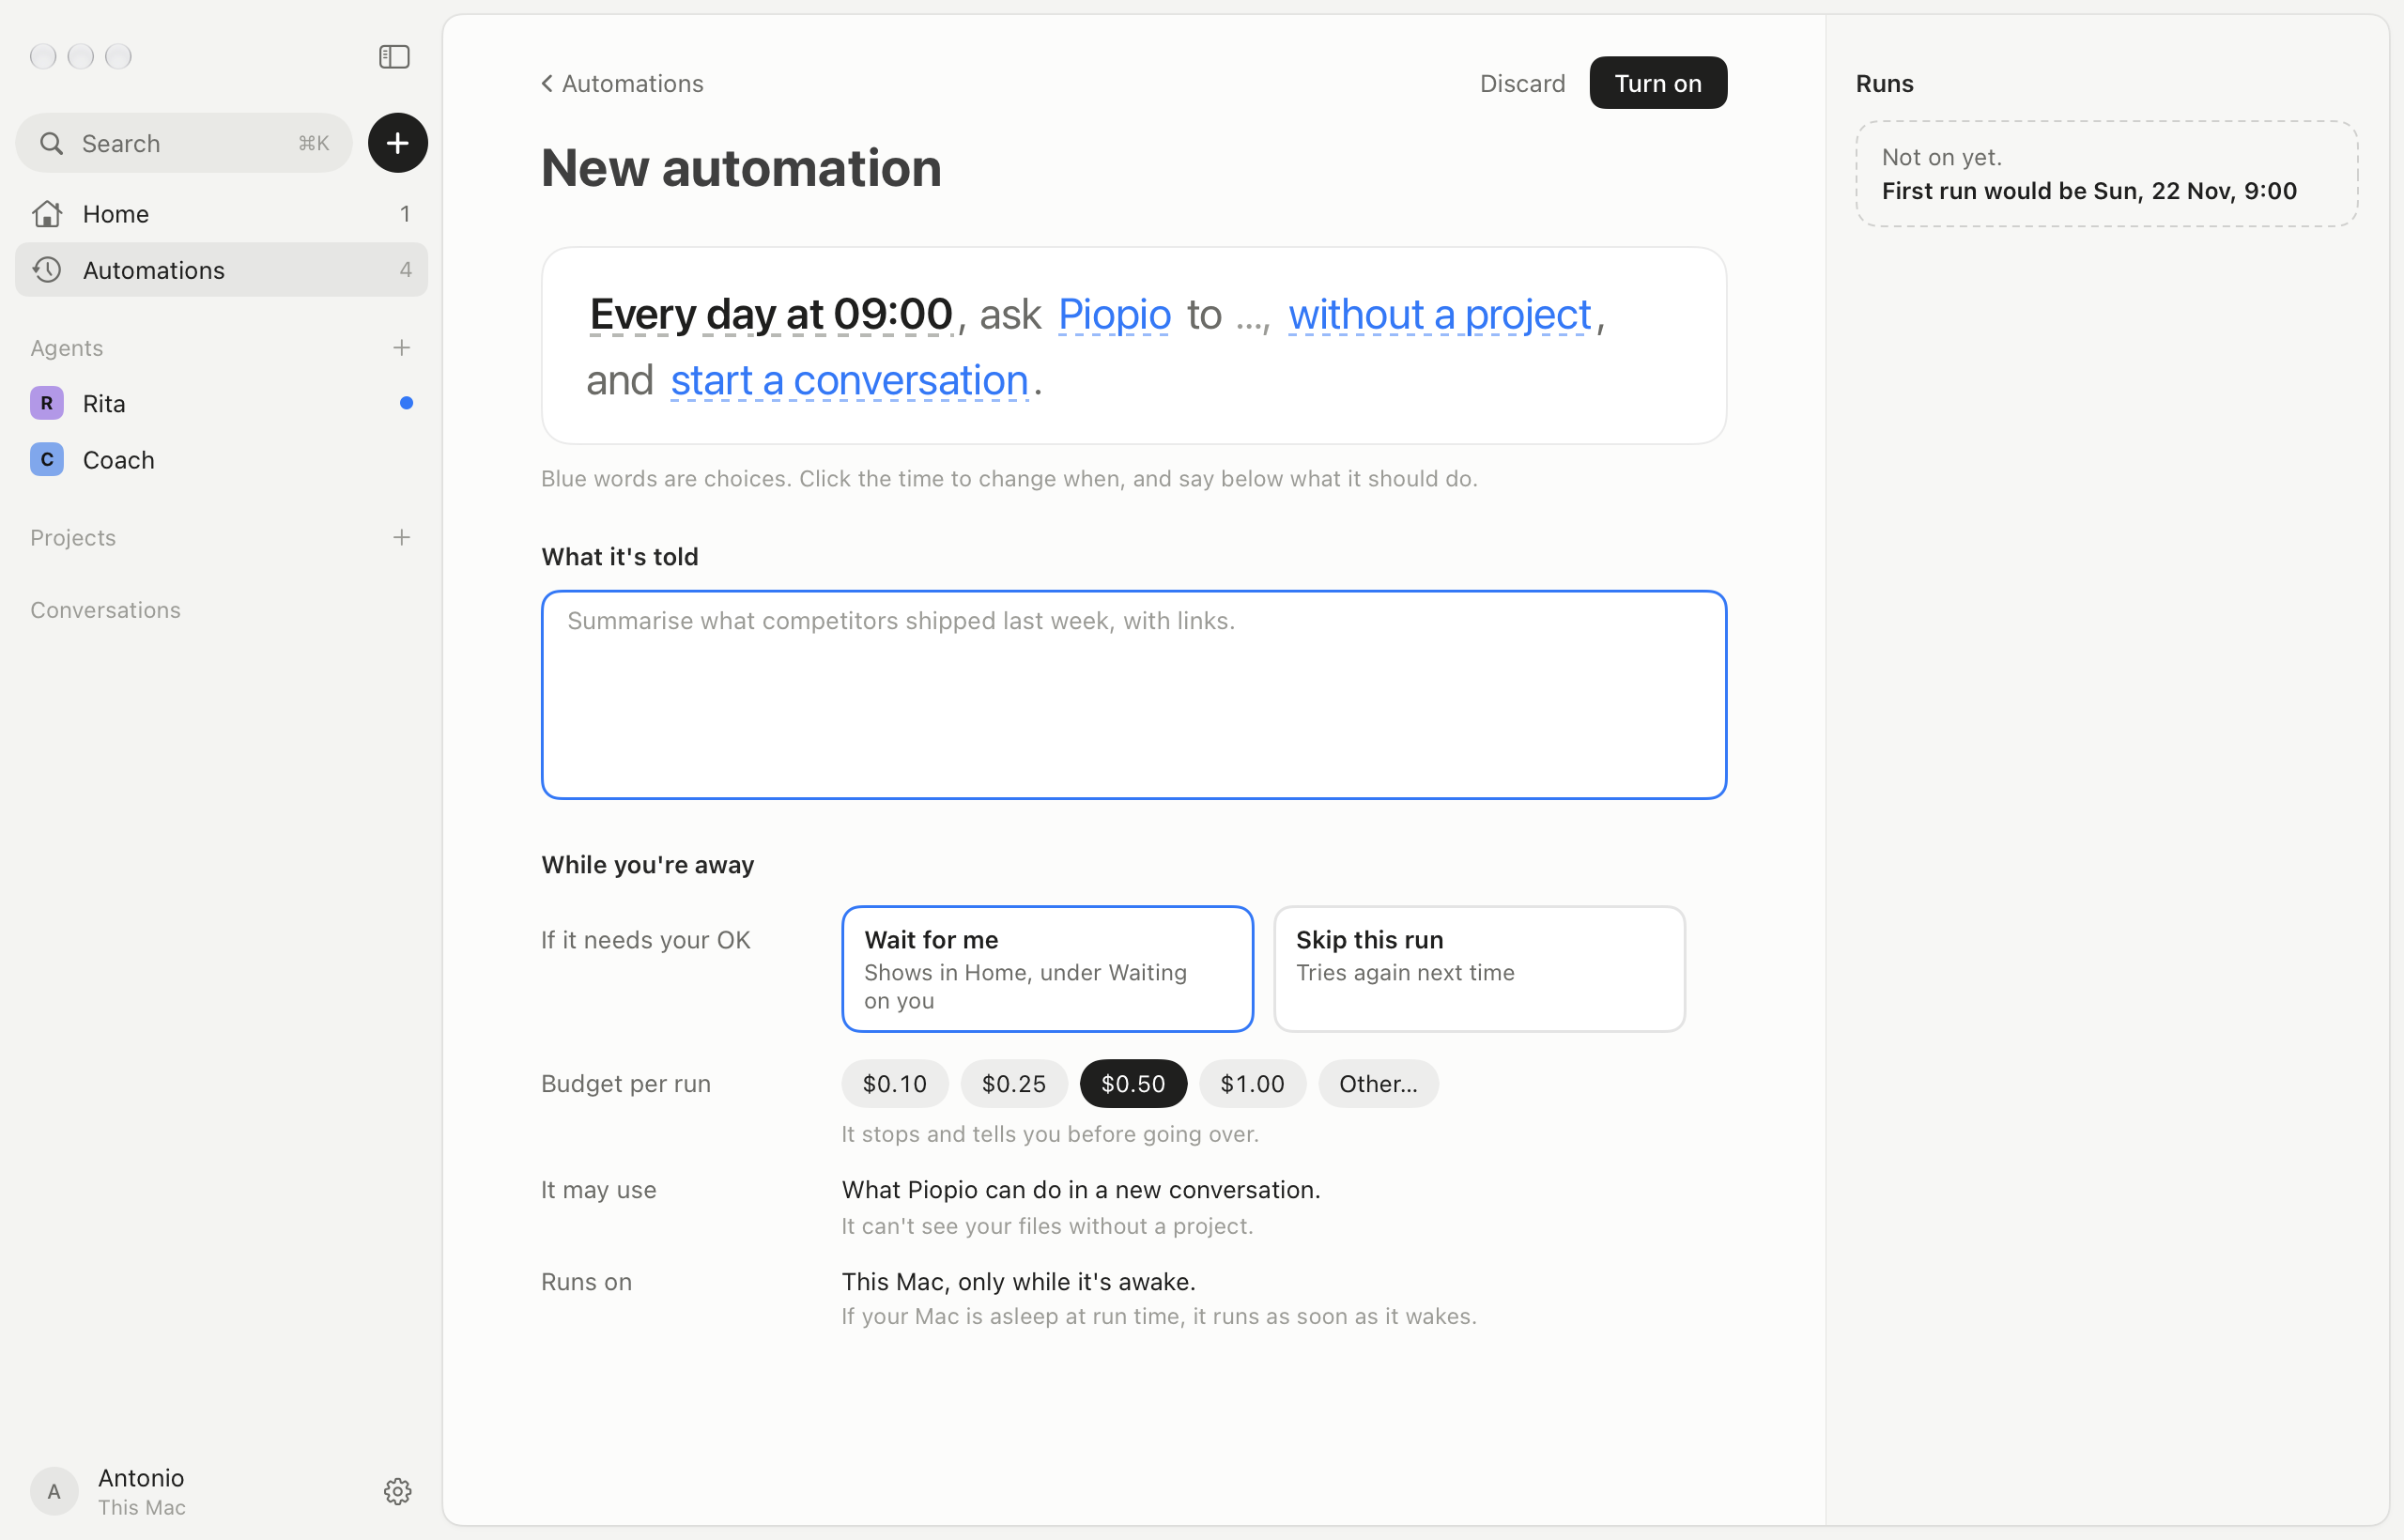 Search ⌘K
Home 1
Automations 4
Agents
R Rita
C Coach
Projects
Conversations
A Antonio
This Mac
Automations
Discard Turn on
New automation
Every day at 09:00, ask Piopio to ..., without a project,
and start a conversation.
Blue words are choices. Click the time to change when, and say below what it should do.
What it's told
Summarise what competitors shipped last week, with links.
While you're away
If it needs your OK
Wait for me
Shows in Home, under Waiting
on you
Skip this run
Tries again next time
Budget per run $0.10 $0.25 $0.50 $1.00 Other...
It stops and tells you before going over.
It may use What Piopio can do in a new conversation.
It can't see your files without a project.
Runs on This Mac, only while it's awake.
If your Mac is asleep at run time, it runs as soon as it wakes.
Runs
Not on yet.
First run would be Sun, 22 Nov, 9:00